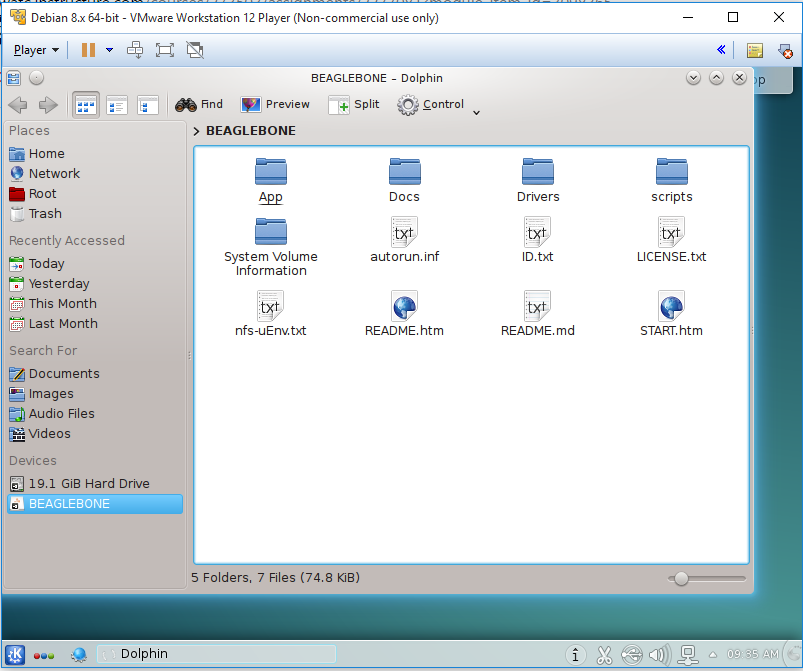 Debian 8.x 64-bit - VMware Workstation 12 Player (Non-commercial use only)
Player
BEAGLEBONE – Dolphin
Find Preview Split Control
Places
BEAGLEBONE
Home
Network
Root
Trash
Recently Accessed
Today
Yesterday
This Month
Last Month
Search For
Documents
Images
Audio Files
Videos
Devices
19.1 GiB Hard Drive
BEAGLEBONE
App Docs Drivers scripts
System Volume Information autorun.inf ID.txt LICENSE.txt
nfs-uEnv.txt README.htm README.md START.htm
5 Folders, 7 Files (74.8 KiB)
Dolphin
09:35 AM